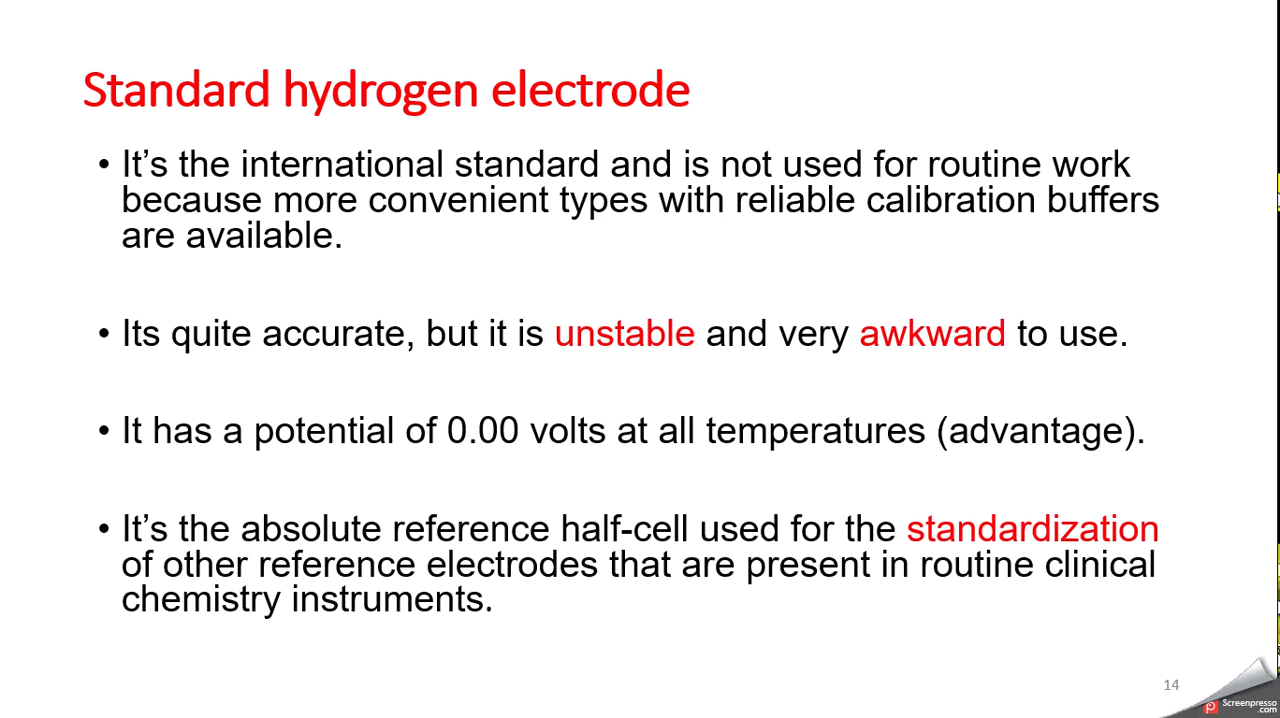 Standard hydrogen electrode
• It’s the international standard and is not used for routine work
because more convenient types with reliable calibration buffers
are available.
• Its quite accurate, but it is unstable and very awkward to use.
• It has a potential of 0.00 volts at all temperatures (advantage).
• It’s the absolute reference half-cell used for the standardization
of other reference electrodes that are present in routine clinical
chemistry instruments.
14
Screenpresso
.com